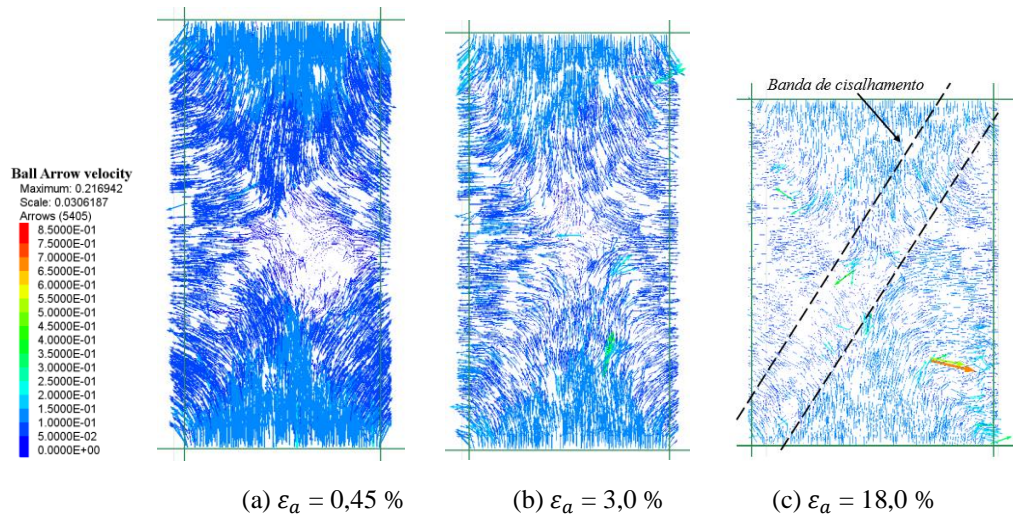 Banda de cisalhamento
Ball Arrow velocity
Maximum: 0.216942
Scale: 0.0306187
Arrows (5405)
8.5000E-01
7.5000E-01
6.5000E-01
6.0000E-01
5.5000E-01
5.0000E-01
4.5000E-01
4.0000E-01
3.5000E-01
3.0000E-01
2.5000E-01
2.0000E-01
1.5000E-01
1.0000E-01
5.0000E-02
0.0000E+00
(a) εₐ = 0,45 %
(b) εₐ = 3,0 %
(c) εₐ = 18,0 %